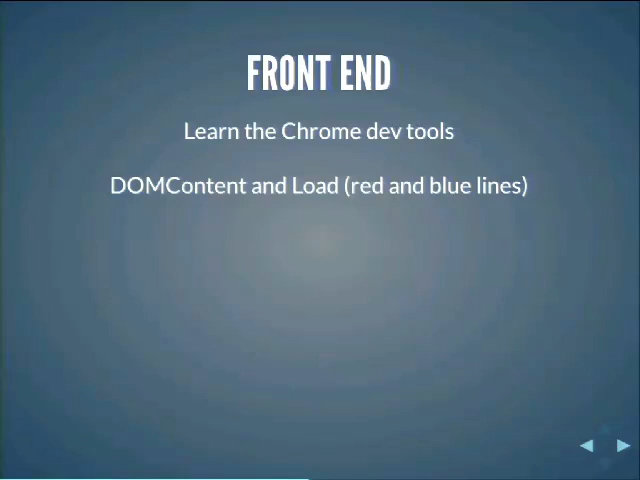 FRONT END
Learn the Chrome dev tools
DOMContent and Load (red and blue lines)